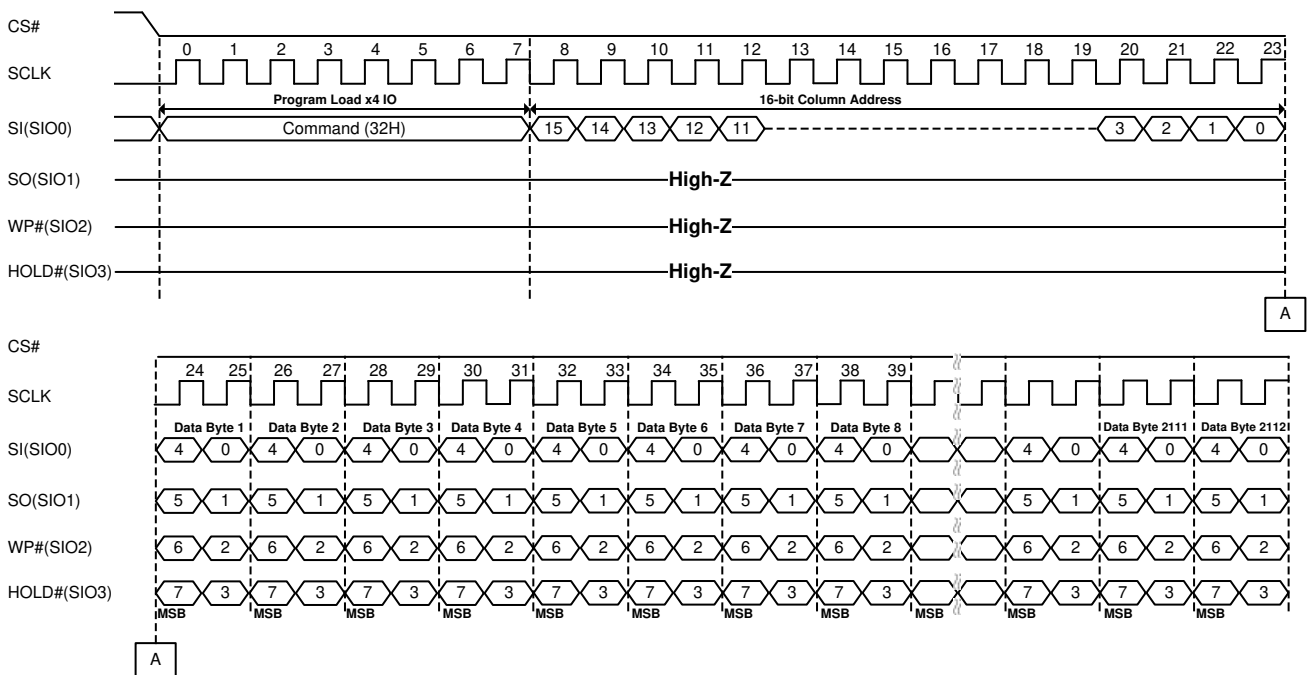 CS#
0 1 2 3 4 5 6 7 8 9 10 11 12 13 14 15 16 17 18 19 20 21 22 23
SCLK
Program Load x4 IO 16-bit Column Address
SI(SIO0) Command (32H) 15 14 13 12 11 3 2 1 0
SO(SIO1) High-Z
WP#(SIO2) High-Z
HOLD#(SIO3) High-Z
A
CS#
24 25 26 27 28 29 30 31 32 33 34 35 36 37 38 39
SCLK
Data Byte 1 Data Byte 2 Data Byte 3 Data Byte 4 Data Byte 5 Data Byte 6 Data Byte 7 Data Byte 8 Data Byte 2111 Data Byte 2112
SI(SIO0) 4 0 4 0 4 0 4 0 4 0 4 0 4 0 4 0 4 0 4 0 4 0
SO(SIO1) 5 1 5 1 5 1 5 1 5 1 5 1 5 1 5 1 5 1 5 1 5 1
WP#(SIO2) 6 2 6 2 6 2 6 2 6 2 6 2 6 2 6 2 6 2 6 2 6 2
HOLD#(SIO3) 7 3 7 3 7 3 7 3 7 3 7 3 7 3 7 3 7 3 7 3 7 3
MSB MSB MSB MSB MSB MSB MSB MSB MSB MSB MSB MSB
A